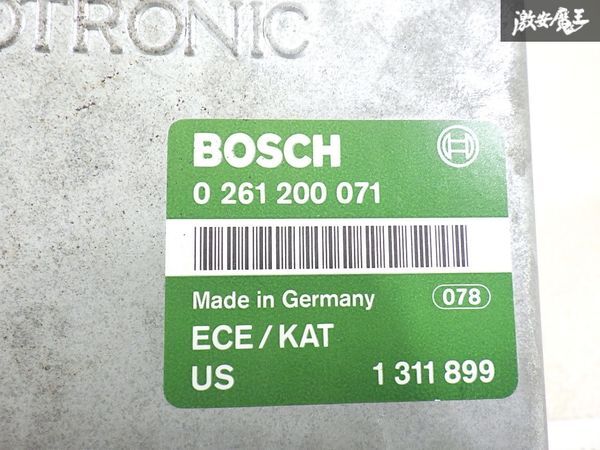 OTRONIC
激安魔王
BOSCH
0 261 200 071
Made in Germany 078
ECE/KAT
US 1 311 899